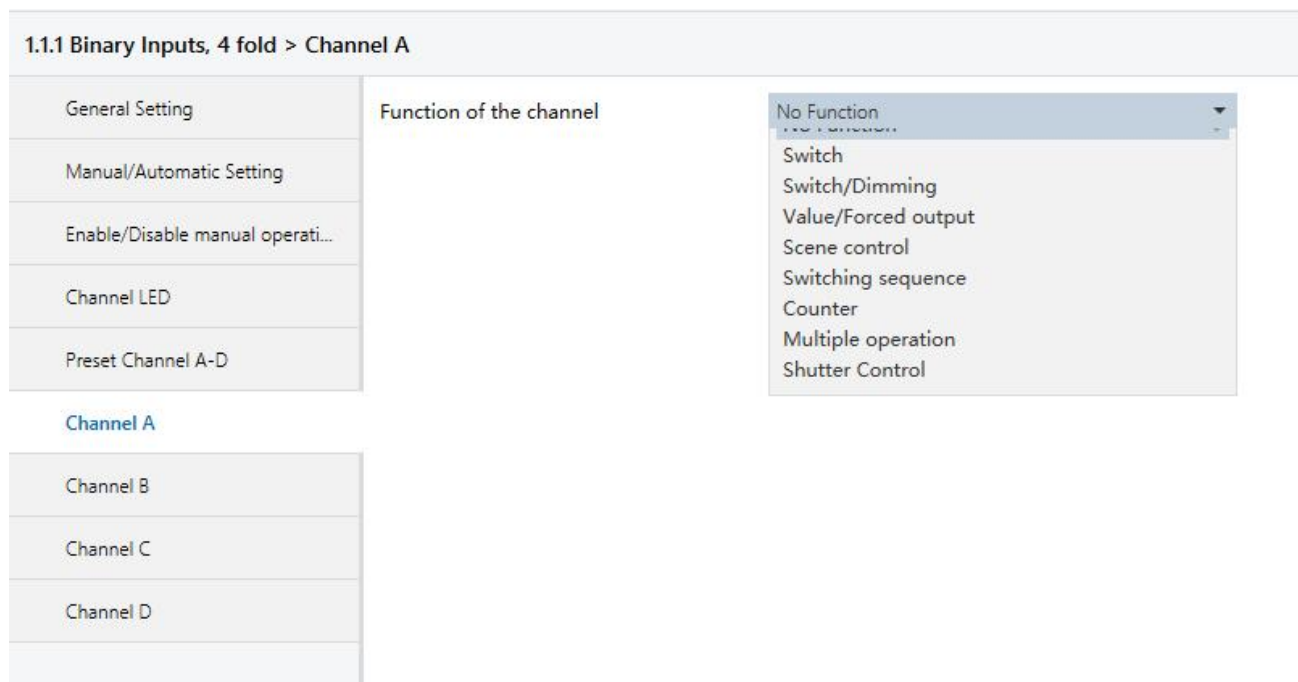 1.1.1 Binary Inputs, 4 fold > Channel A
General Setting
Manual/Automatic Setting
Enable/Disable manual operati...
Channel LED
Preset Channel A-D
Channel A
Channel B
Channel C
Channel D
Function of the channel
No Function
No Function
Switch
Switch/Dimming
Value/Forced output
Scene control
Switching sequence
Counter
Multiple operation
Shutter Control